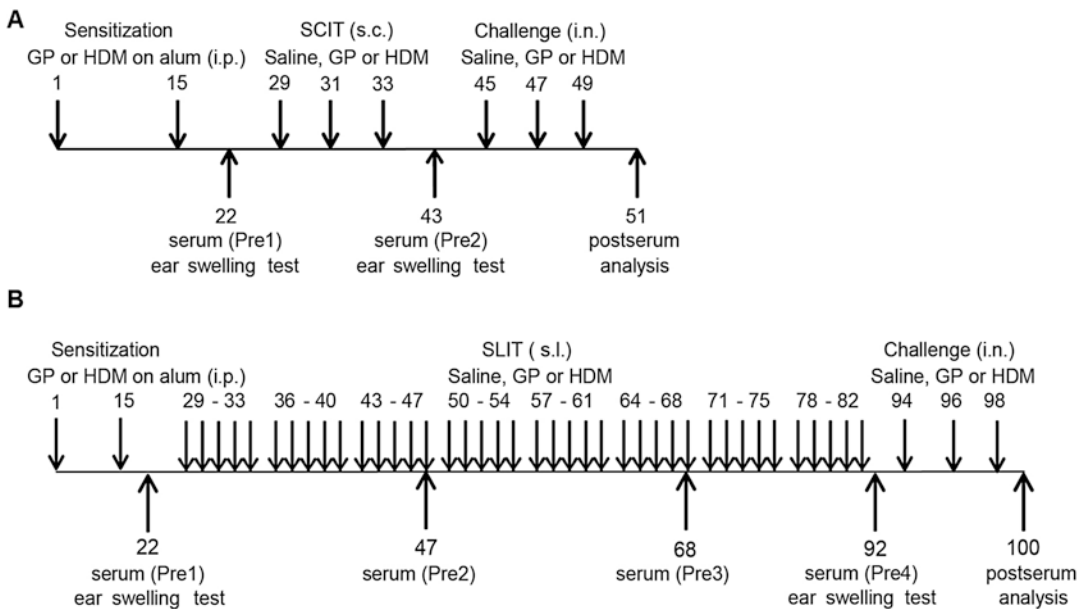 A
Sensitization SCIT (s.c.) Challenge (i.n.)
GP or HDM on alum (i.p.) Saline, GP or HDM Saline, GP or HDM
1 15 29 31 33 45 47 49
22 43 51
serum (Pre1) serum (Pre2) postserum
ear swelling test ear swelling test analysis
B
Sensitization SLIT ( s.l.) Challenge (i.n.)
GP or HDM on alum (i.p.) Saline, GP or HDM Saline, GP or HDM
1 15 29 - 33 36 - 40 43 - 47 50 - 54 57 - 61 64 - 68 71 - 75 78 - 82 94 96 98
22 47 68 92 100
serum (Pre1) serum (Pre2) serum (Pre3) serum (Pre4) postserum
ear swelling test ear swelling test analysis